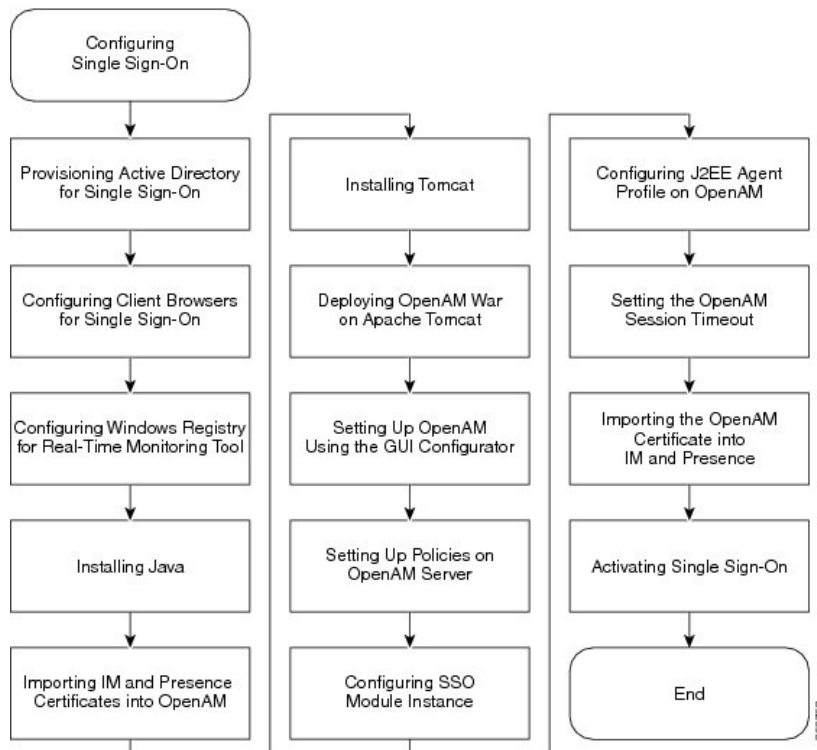 Configuring
Single Sign-On
Provisioning Active Directory
for Single Sign-On
Configuring Client Browsers
for Single Sign-On
Configuring Windows Registry
for Real-Time Monitoring Tool
Installing Java
Importing IM and Presence
Certificates into OpenAM
Installing Tomcat
Deploying OpenAM War
on Apache Tomcat
Setting Up OpenAM
Using the GUI Configurator
Setting Up Policies on
OpenAM Server
Configuring SSO
Module Instance
Configuring J2EE Agent
Profile on OpenAM
Setting the OpenAM
Session Timeout
Importing the OpenAM
Certificate into
IM and Presence
Activating Single Sign-On
End